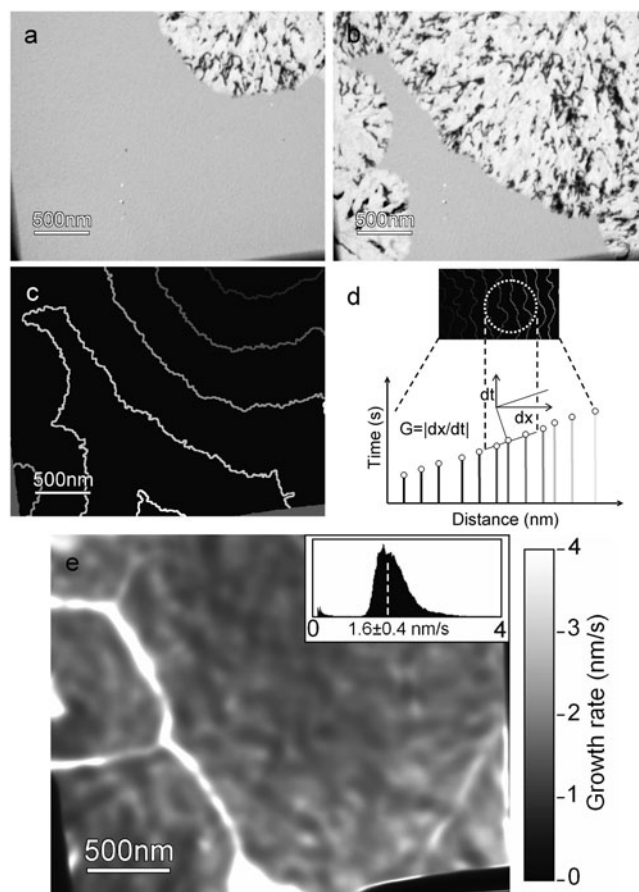 a
500nm
b
500nm
c
500nm
d
dt
dx
G=|dx/dt|
Time (s)
Distance (nm)
e
0
4
1.6±0.4 nm/s
500nm
4
3
2
1
0
Growth rate (nm/s)